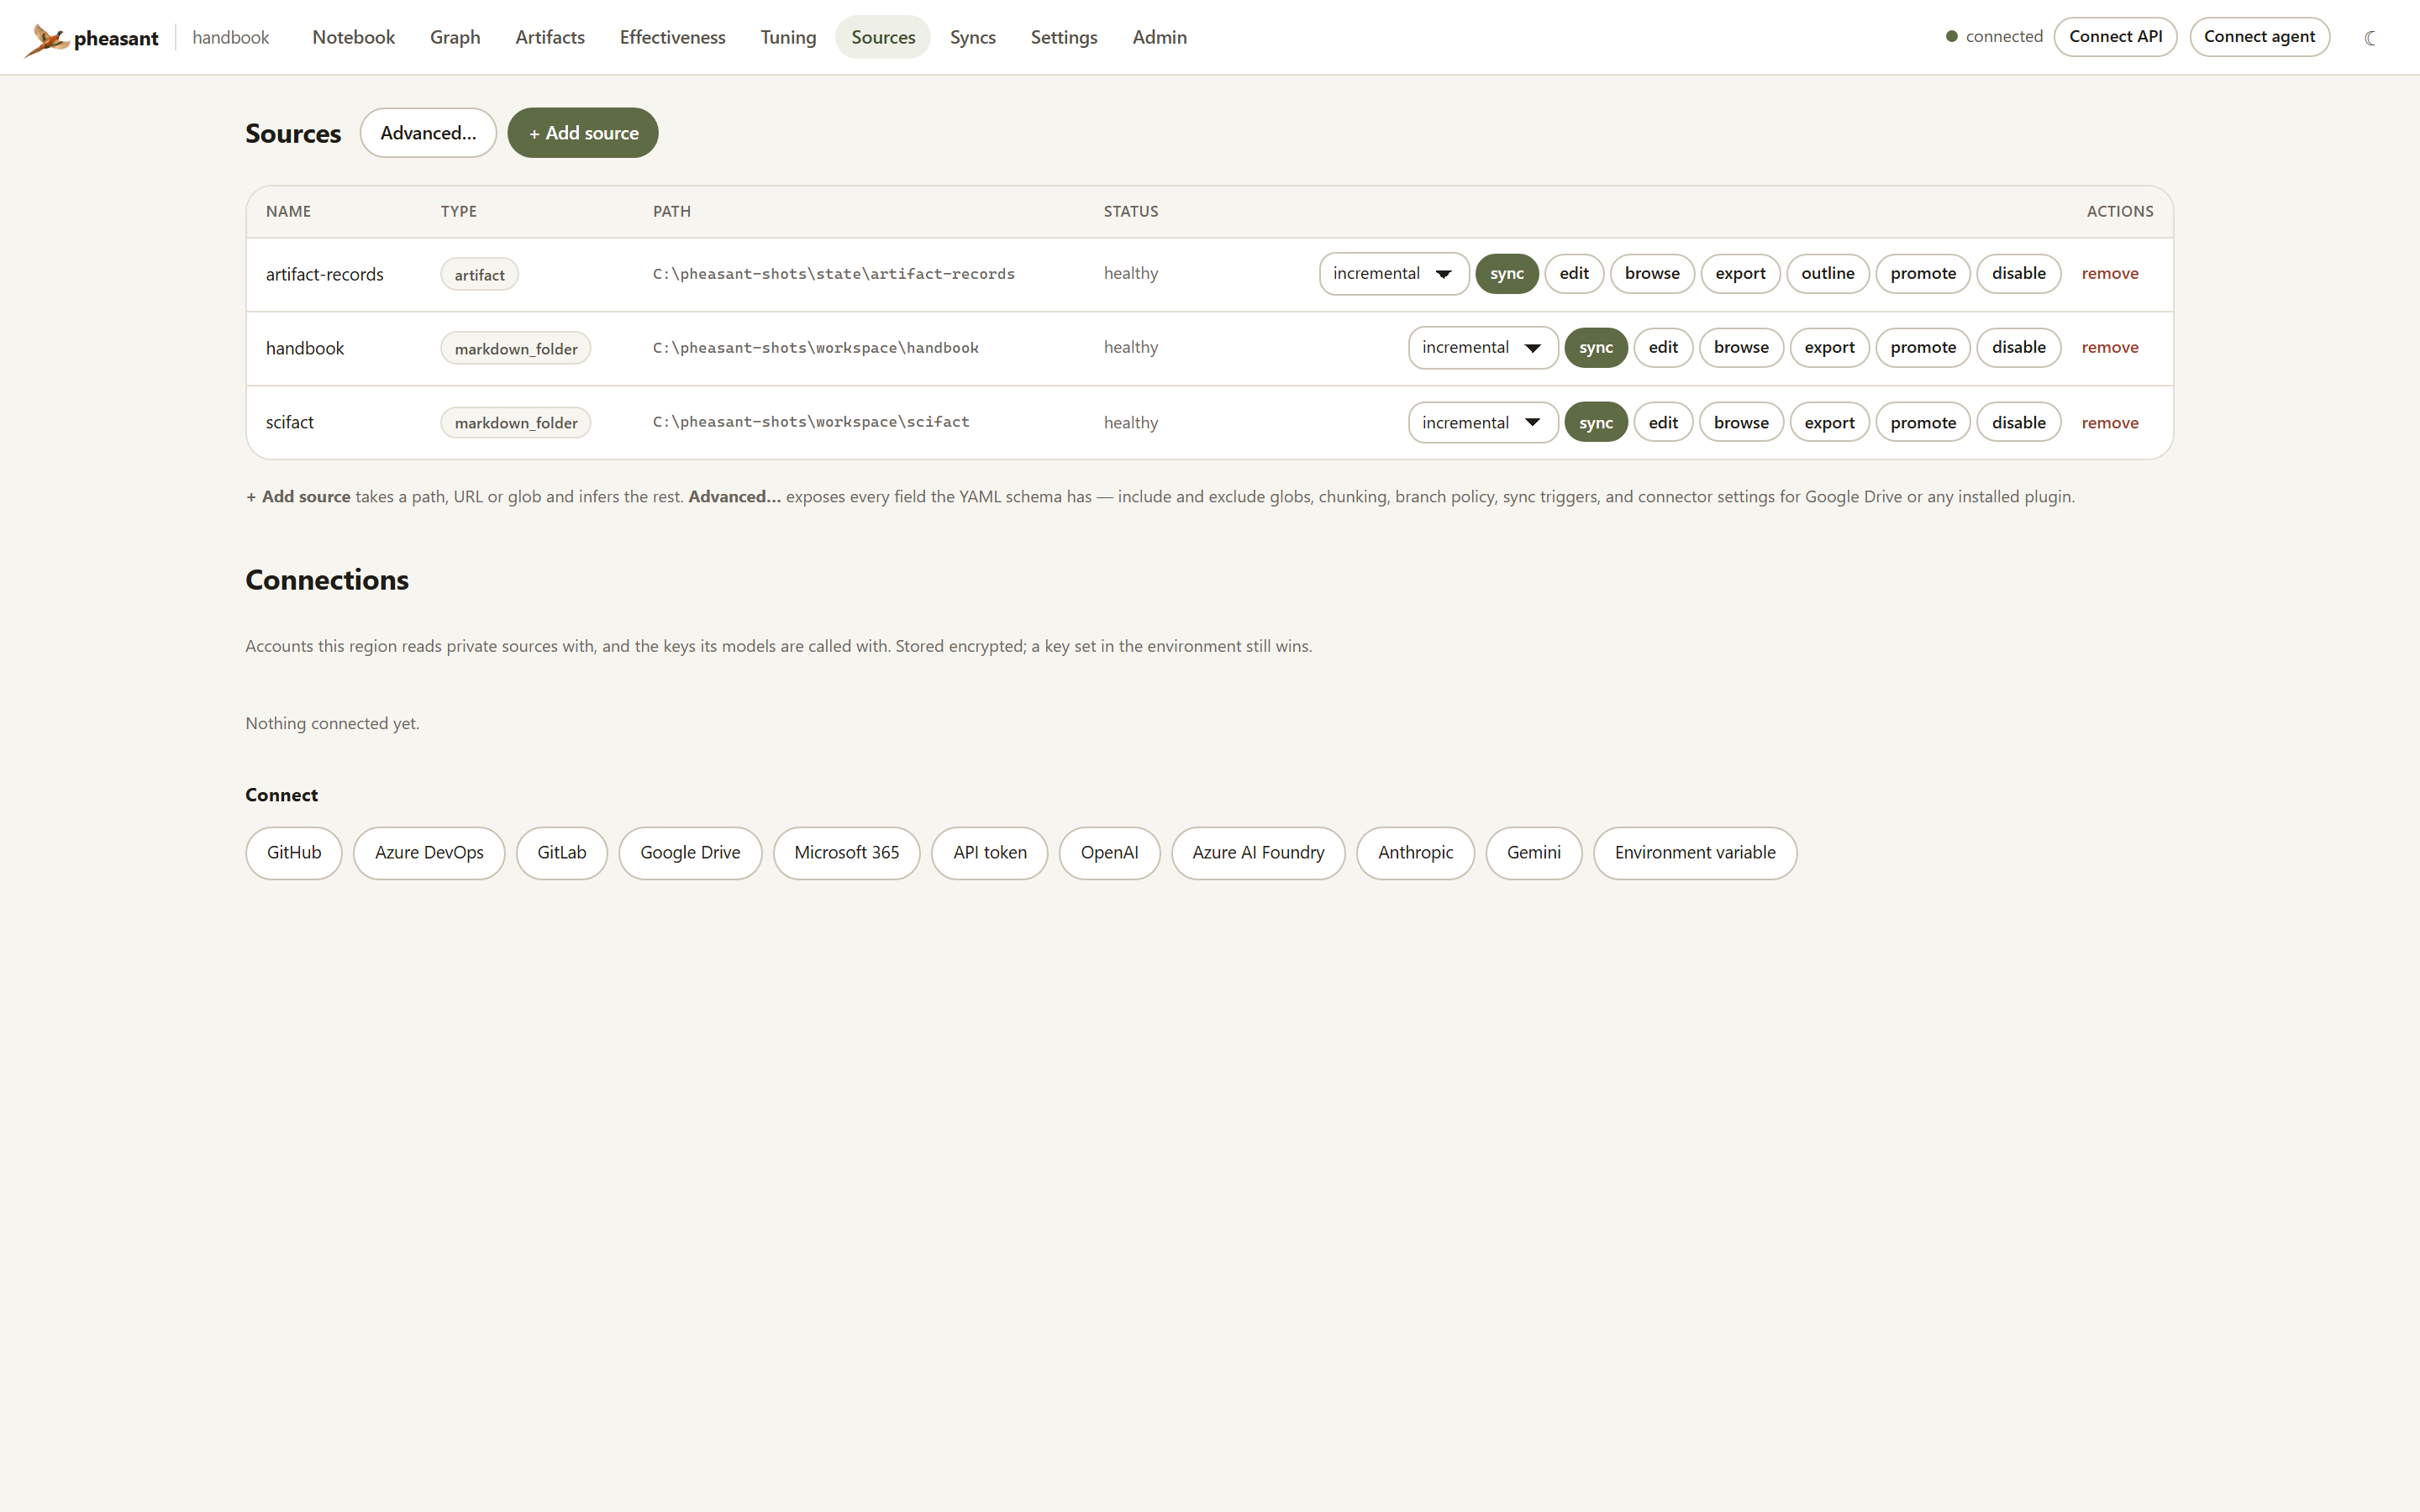 pheasant handbook Notebook Graph Artifacts Effectiveness Tuning Sources Syncs Settings Admin connected Connect API Connect agent
Sources Advanced... + Add source
NAME TYPE PATH STATUS ACTIONS
artifact-records artifact C:\pheasant-shots\state\artifact-records healthy incremental sync edit browse export outline promote disable remove
handbook markdown_folder C:\pheasant-shots\workspace\handbook healthy incremental sync edit browse export promote disable remove
scifact markdown_folder C:\pheasant-shots\workspace\scifact healthy incremental sync edit browse export promote disable remove
+ Add source takes a path, URL or glob and infers the rest. Advanced... exposes every field the YAML schema has — include and exclude globs, chunking, branch policy, sync triggers, and connector settings for Google Drive or any installed plugin.
Connections
Accounts this region reads private sources with, and the keys its models are called with. Stored encrypted; a key set in the environment still wins.
Nothing connected yet.
Connect
GitHub Azure DevOps GitLab Google Drive Microsoft 365 API token OpenAI Azure AI Foundry Anthropic Gemini Environment variable